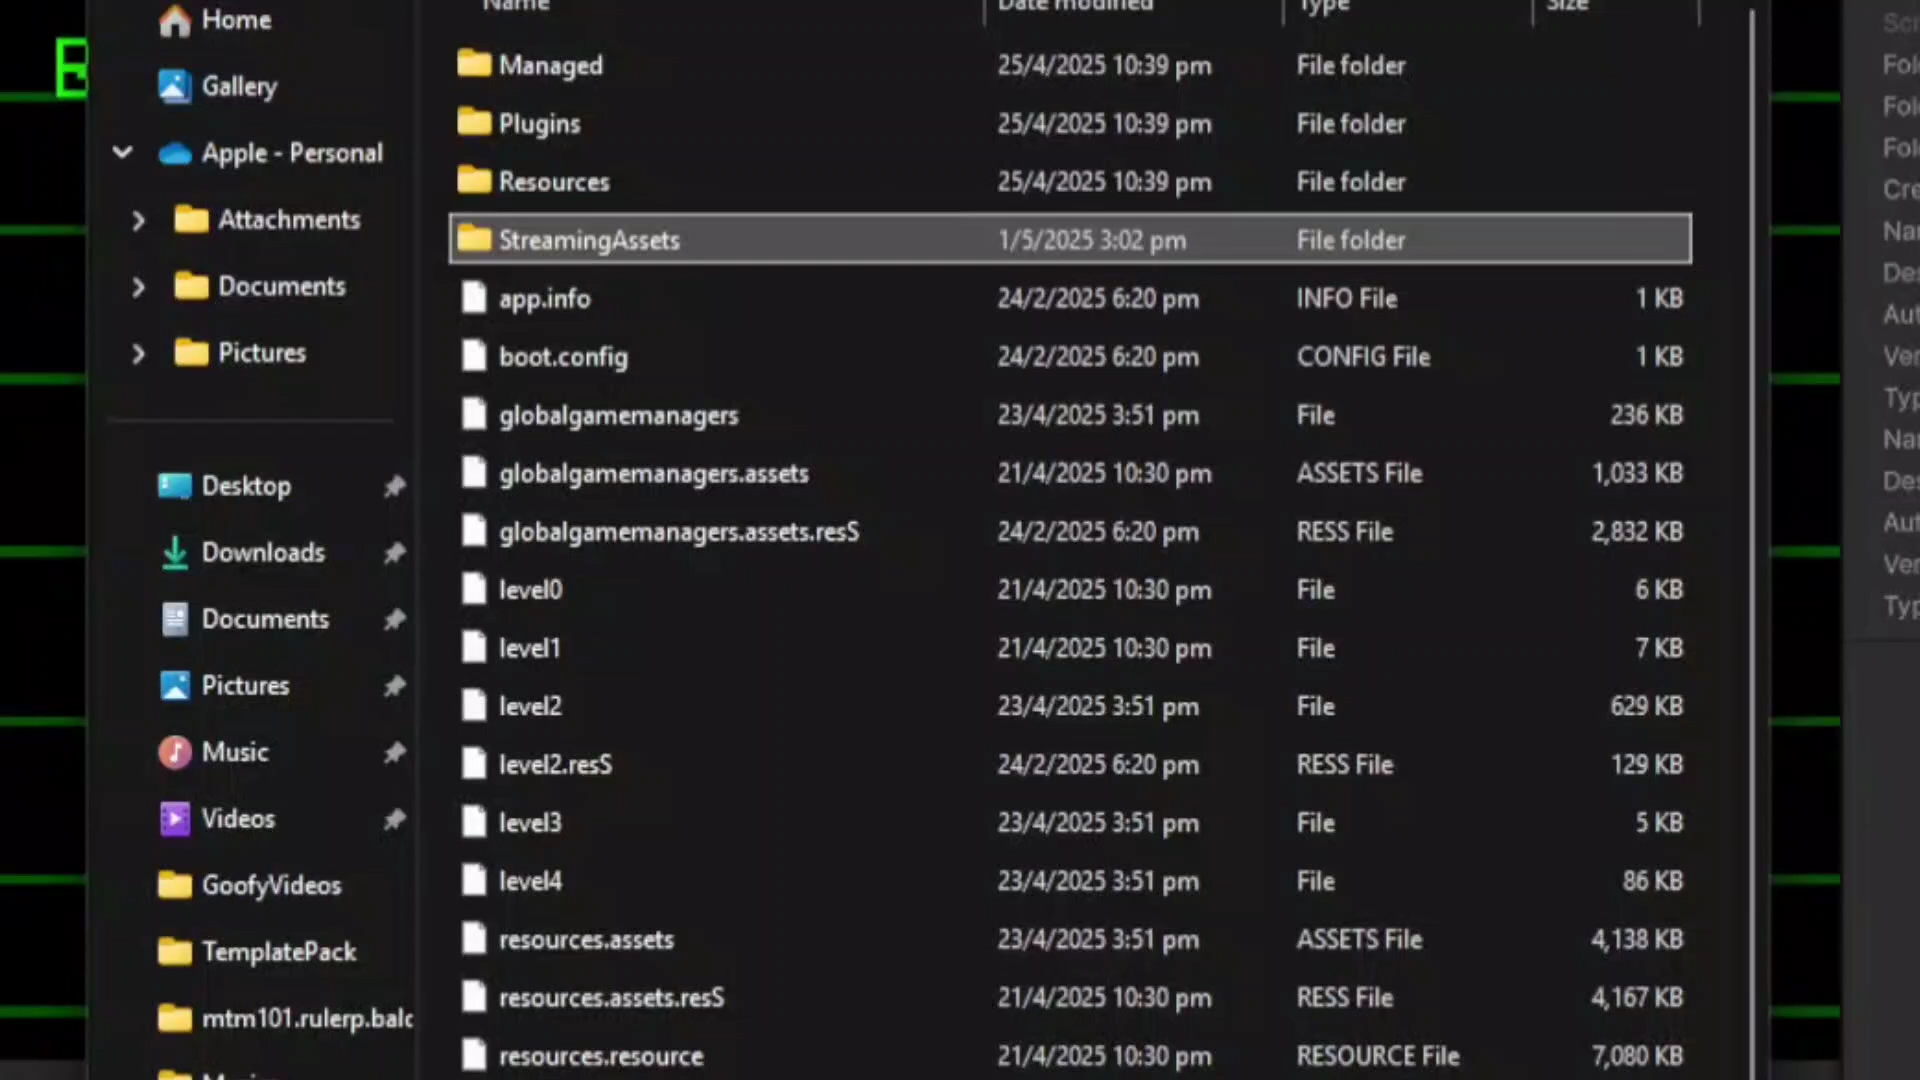 Name Date modified Type Size
Home
Gallery
Apple - Personal
Attachments
Documents
Pictures
Desktop
Downloads
Documents
Pictures
Music
Videos
GoofyVideos
TemplatePack
mtm101.rulerp.balc
Managed 25/4/2025 10:39 pm File folder
Plugins 25/4/2025 10:39 pm File folder
Resources 25/4/2025 10:39 pm File folder
StreamingAssets 1/5/2025 3:02 pm File folder
app.info 24/2/2025 6:20 pm INFO File 1 KB
boot.config 24/2/2025 6:20 pm CONFIG File 1 KB
globalgamemanagers 23/4/2025 3:51 pm File 236 KB
globalgamemanagers.assets 21/4/2025 10:30 pm ASSETS File 1,033 KB
globalgamemanagers.assets.resS 24/2/2025 6:20 pm RESS File 2,832 KB
level0 21/4/2025 10:30 pm File 6 KB
level1 21/4/2025 10:30 pm File 7 KB
level2 23/4/2025 3:51 pm File 629 KB
level2.resS 24/2/2025 6:20 pm RESS File 129 KB
level3 23/4/2025 3:51 pm File 5 KB
level4 23/4/2025 3:51 pm File 86 KB
resources.assets 23/4/2025 3:51 pm ASSETS File 4,138 KB
resources.assets.resS 21/4/2025 10:30 pm RESS File 4,167 KB
resources.resource 21/4/2025 10:30 pm RESOURCE File 7,080 KB